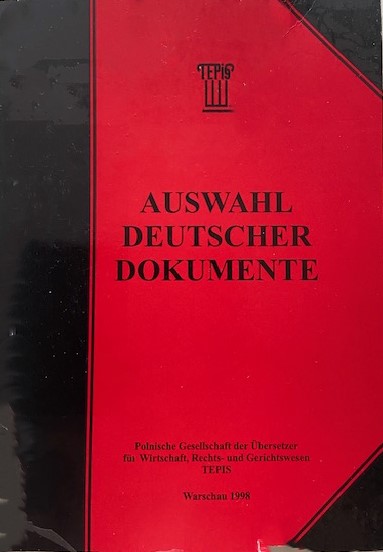 TEPiS
AUSWAHL
DEUTSCHER
DOKUMENTE
Polnische Gesellschaft der Übersetzer
für Wirtschaft, Rechts- und Gerichtswesen
TEPIS
Warschau 1998